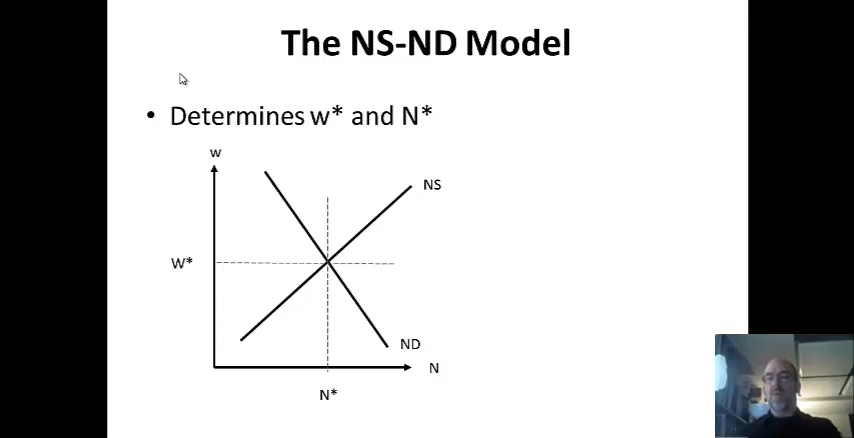 The NS-ND Model
• Determines w* and N*
w
NS
W*
ND
N
N*